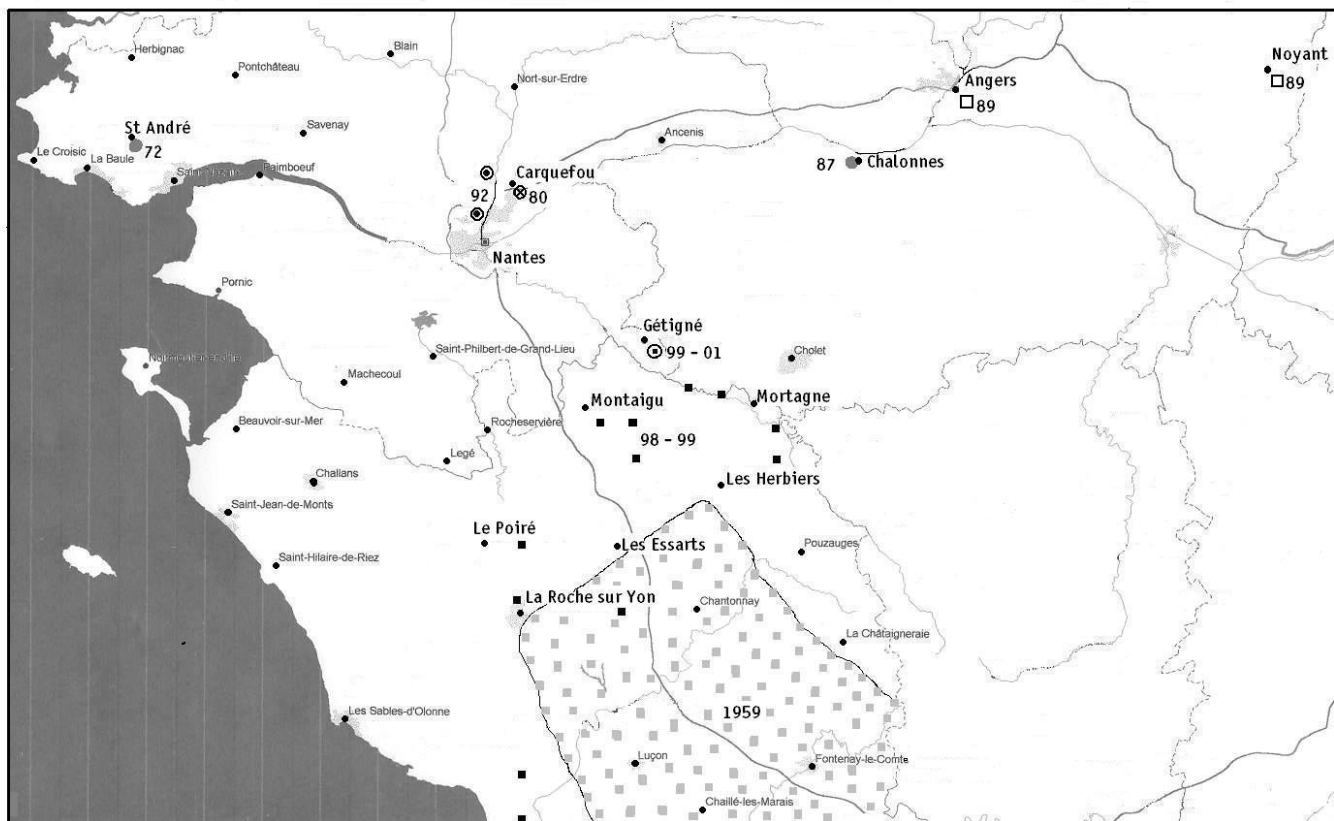 Herbignac
Blain
Pontchâteau
Nort-sur-Erdre
Noyant
89
Angers
89
St André
72
Savenay
Ancenis
Le Croisic
La Baule
Paimboeuf
Carquefou
80
92
87
Chalonnes
Nantes
Pornic
Gétigné
99 - 01
Saint-Philbert-de-Grand-Lieu
Cholet
Machecoul
Montaigu
Mortagne
Beauvoir-sur-Mer
Rocheservière
98 - 99
Legé
Challans
Les Herbiers
Saint-Jean-de-Monts
Le Poiré
Les Essarts
Pouzauges
Saint-Hilaire-de-Riez
La Roche sur Yon
Chantonnay
La Châtaigneraie
Les Sables-d'Olonne
1959
Luçon
Fontenay-le-Comte
Chaillé-les-Marais